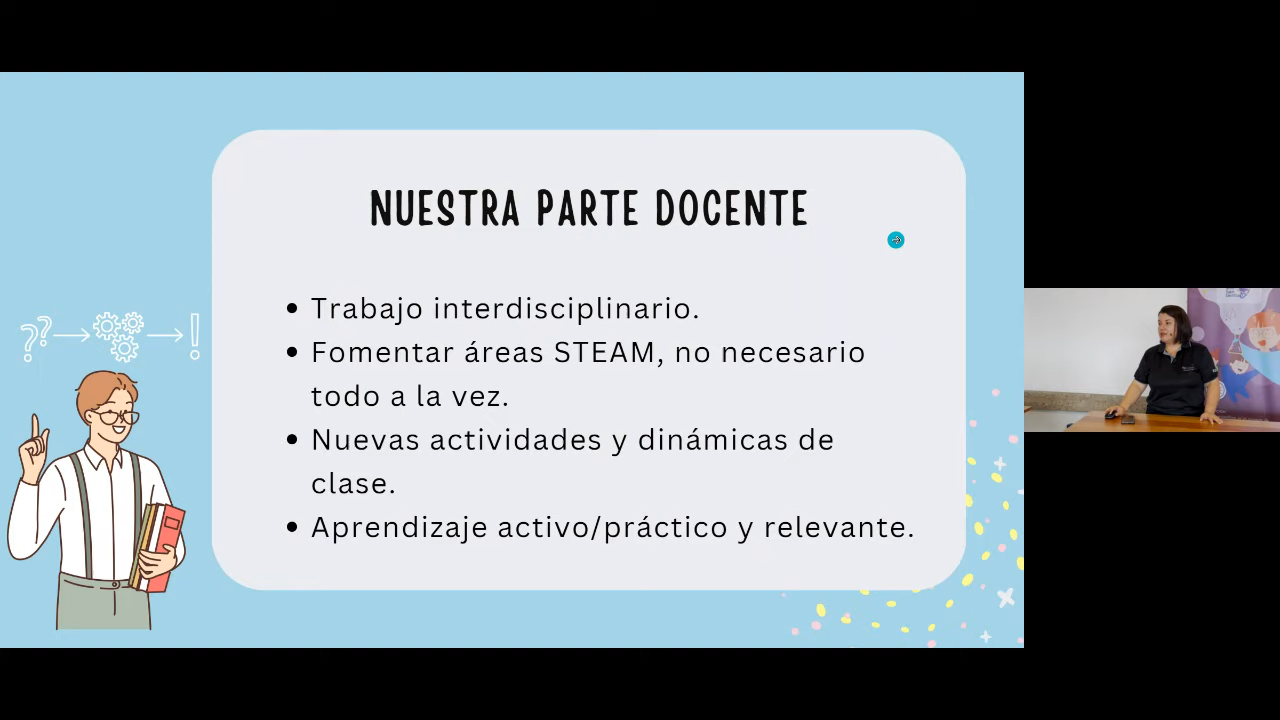 NUESTRA PARTE DOCENTE
• Trabajo interdisciplinario.
• Fomentar áreas STEAM, no necesario
todo a la vez.
• Nuevas actividades y dinámicas de
clase.
• Aprendizaje activo/práctico y relevante.